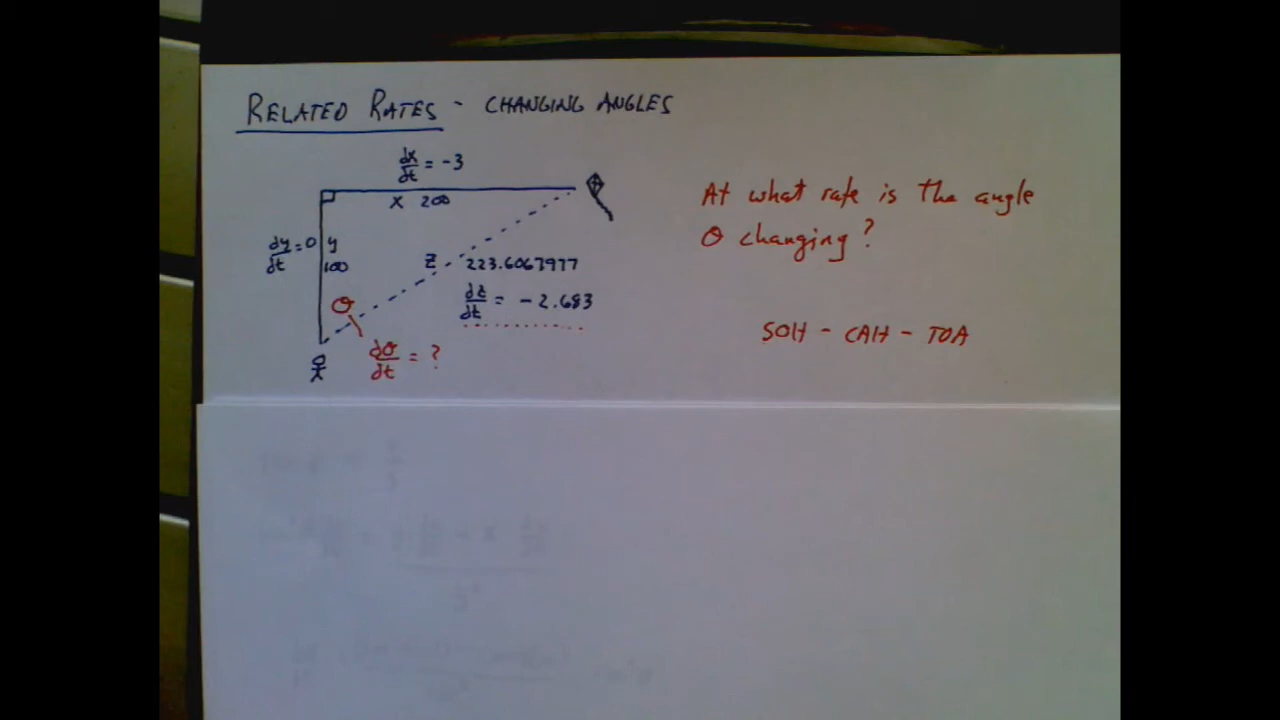 RELATED RATES - CHANGING ANGLES
dx/dt = -3
x 200
dy/dt = 0
y
100
z
223.6067977
dz/dt = -2.683
θ
dθ/dt = ?
At what rate is the angle
θ changing?
SOH - CAH - TOA